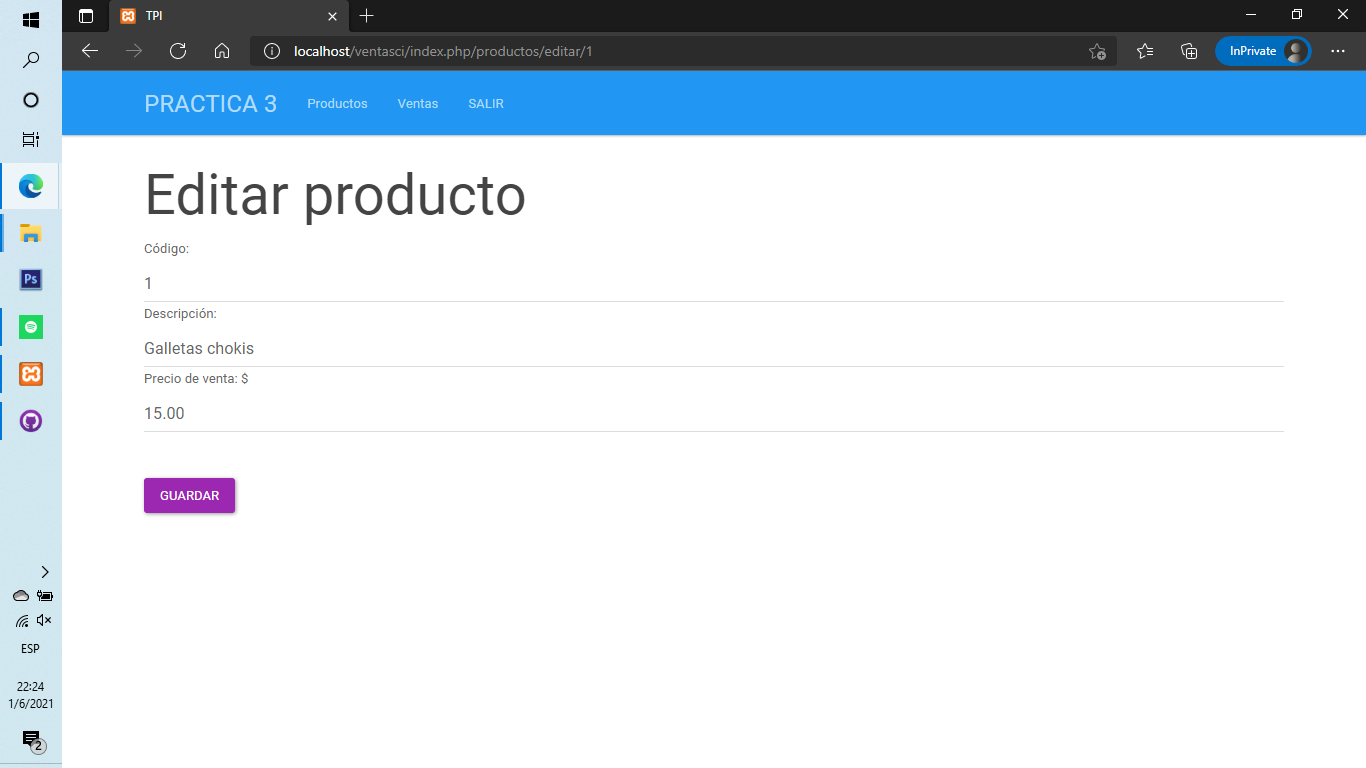 TPI
localhost/ventasci/index.php/productos/editar/1
InPrivate
PRACTICA 3 Productos Ventas SALIR
Editar producto
Código:
1
Descripción:
Galletas chokis
Precio de venta: $
15.00
GUARDAR
Ps
ESP
22:24
1/6/2021
2